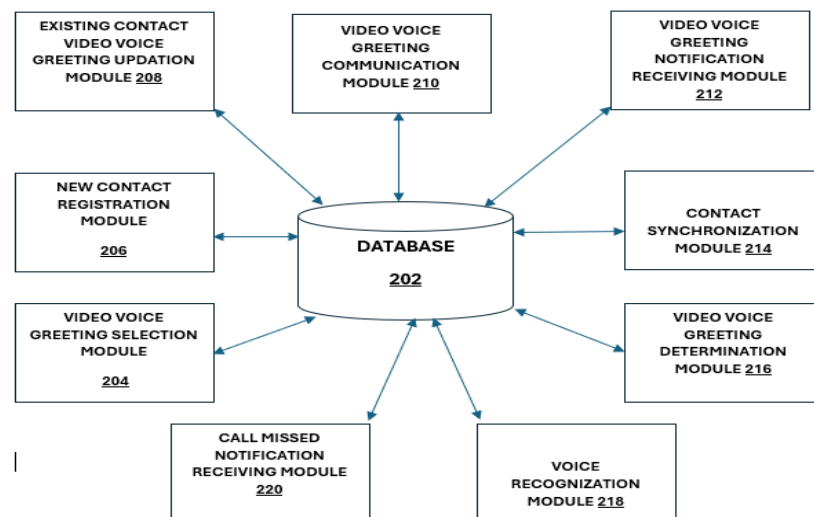 EXISTING CONTACT
VIDEO VOICE
GREETING UPDATION
MODULE 208
VIDEO VOICE
GREETING
COMMUNICATION
MODULE 210
VIDEO VOICE
GREETING
NOTIFICATION
RECEIVING MODULE
212
NEW CONTACT
REGISTRATION
MODULE
206
DATABASE
202
CONTACT
SYNCHRONIZATION
MODULE 214
VIDEO VOICE
GREETING SELECTION
MODULE
204
VIDEO VOICE
GREETING
DETERMINATION
MODULE 216
CALL MISSED
NOTIFICATION
RECEIVING MODULE
220
VOICE
RECOGNIZATION
MODULE 218